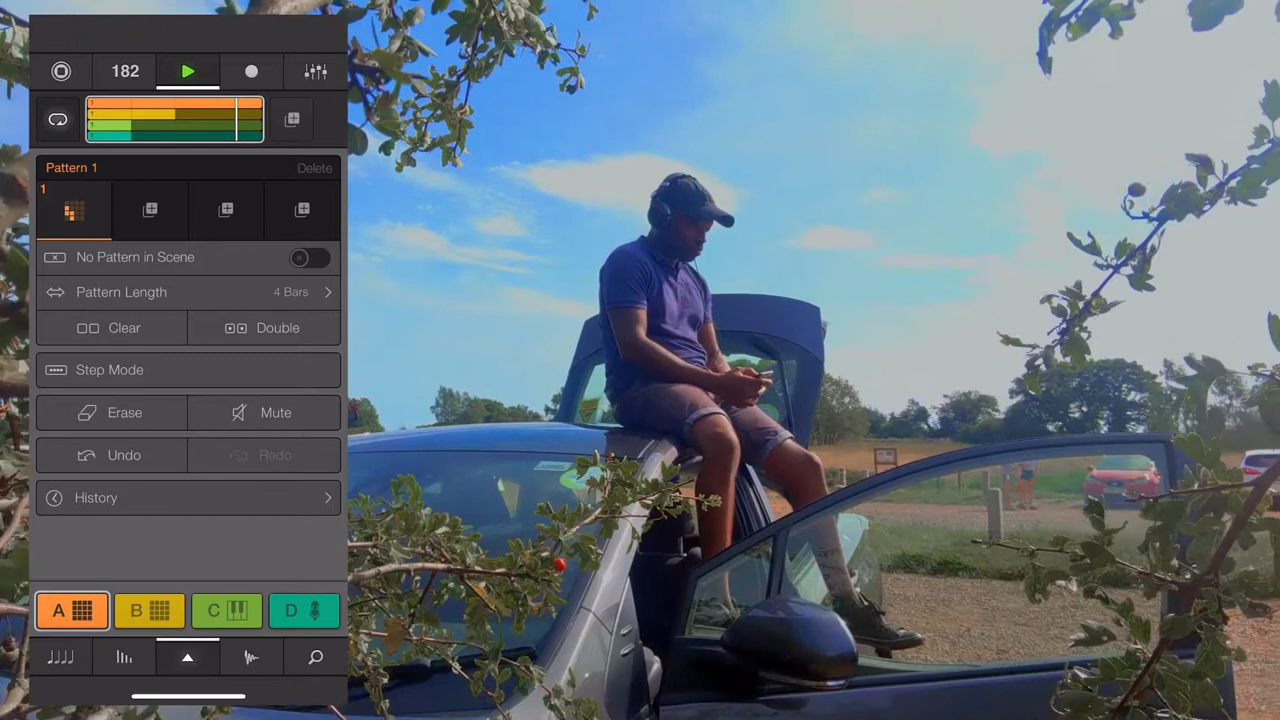 182
1
1
1
1
Pattern 1 Delete
1
No Pattern in Scene
Pattern Length 4 Bars
Clear Double
Step Mode
Erase Mute
Undo Redo
History
A B C D